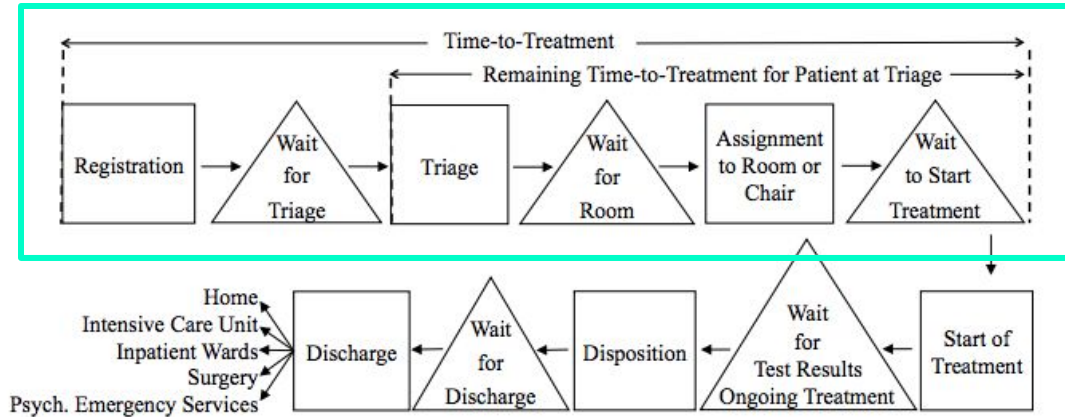 Time-to-Treatment
Remaining Time-to-Treatment for Patient at Triage
Registration
Wait
for
Triage
Triage
Wait
for
Room
Assignment
to Room or
Chair
Wait
to Start
Treatment
Home
Intensive Care Unit
Inpatient Wards
Surgery
Psych. Emergency Services
Discharge
Wait
for
Discharge
Disposition
Wait
for
Test Results
Ongoing Treatment
Start of
Treatment